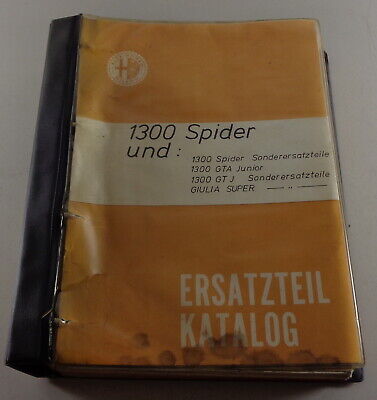 1300 Spider
und :
1300 Spider Sonderersatzteile
1300 GTA Junior
1300 GT J Sonderersatzteile
GIULIA SUPER —— „ ——
ERSATZTEIL
KATALOG